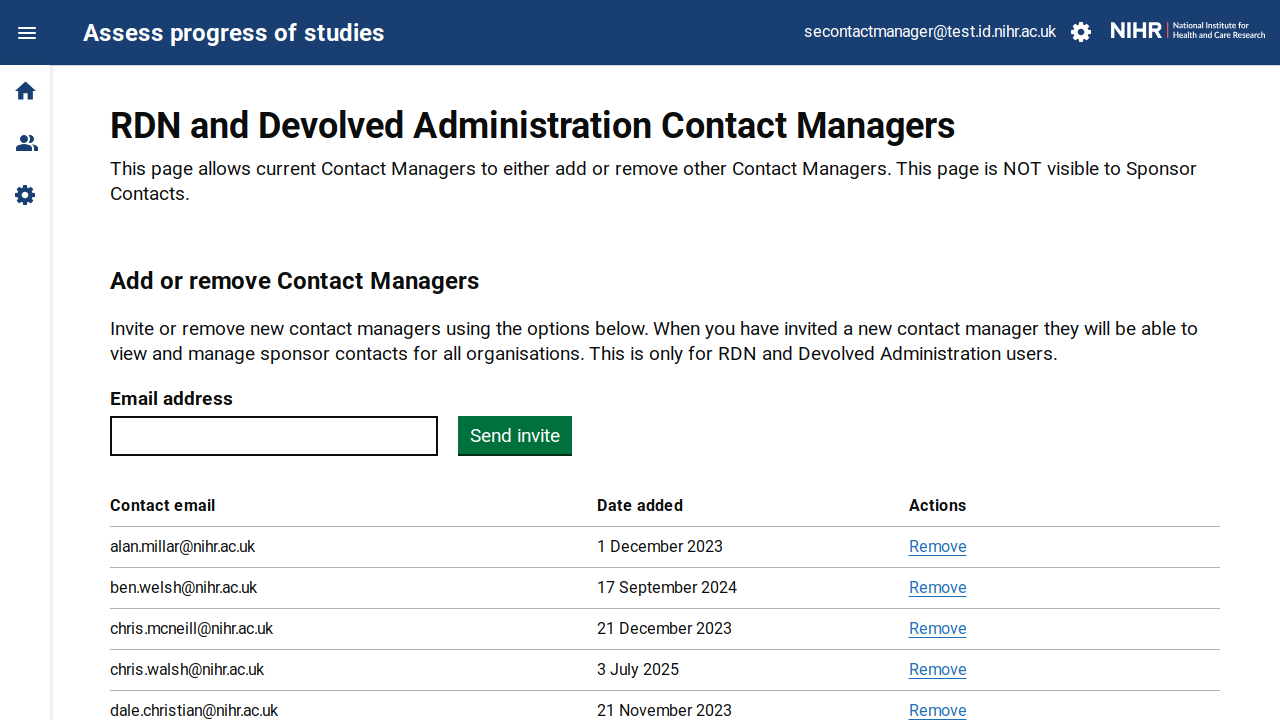 Assess progress of studies
secontactmanager@test.id.nihr.ac.uk
NIHR National Institute for
Health and Care Research
RDN and Devolved Administration Contact Managers
This page allows current Contact Managers to either add or remove other Contact Managers. This page is NOT visible to Sponsor
Contacts.
Add or remove Contact Managers
Invite or remove new contact managers using the options below. When you have invited a new contact manager they will be able to
view and manage sponsor contacts for all organisations. This is only for RDN and Devolved Administration users.
Email address
Send invite
Contact email Date added Actions
alan.millar@nihr.ac.uk 1 December 2023 Remove
ben.welsh@nihr.ac.uk 17 September 2024 Remove
chris.mcneill@nihr.ac.uk 21 December 2023 Remove
chris.walsh@nihr.ac.uk 3 July 2025 Remove
dale.christian@nihr.ac.uk 21 November 2023 Remove